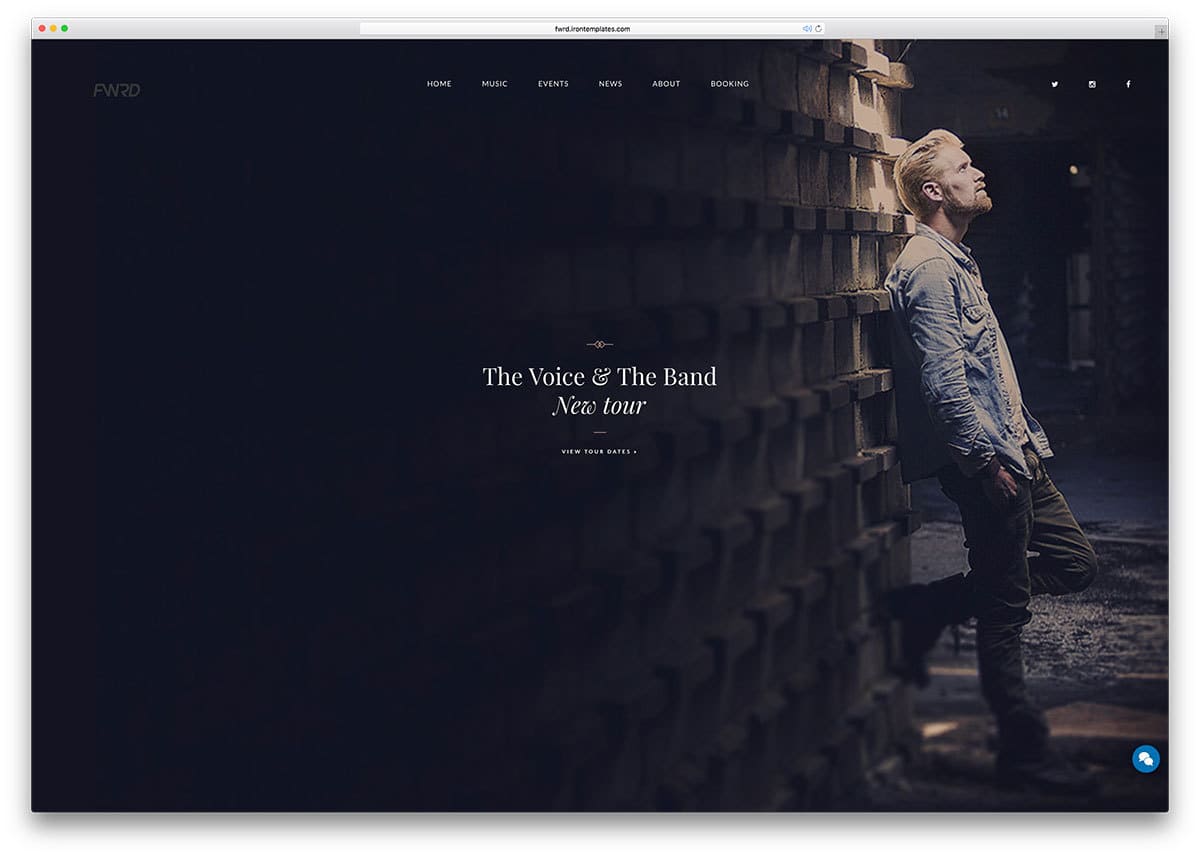 fwrd.irontemplates.com
FWRD
HOME MUSIC EVENTS NEWS ABOUT BOOKING
The Voice & The Band
New tour
VIEW TOUR DATES